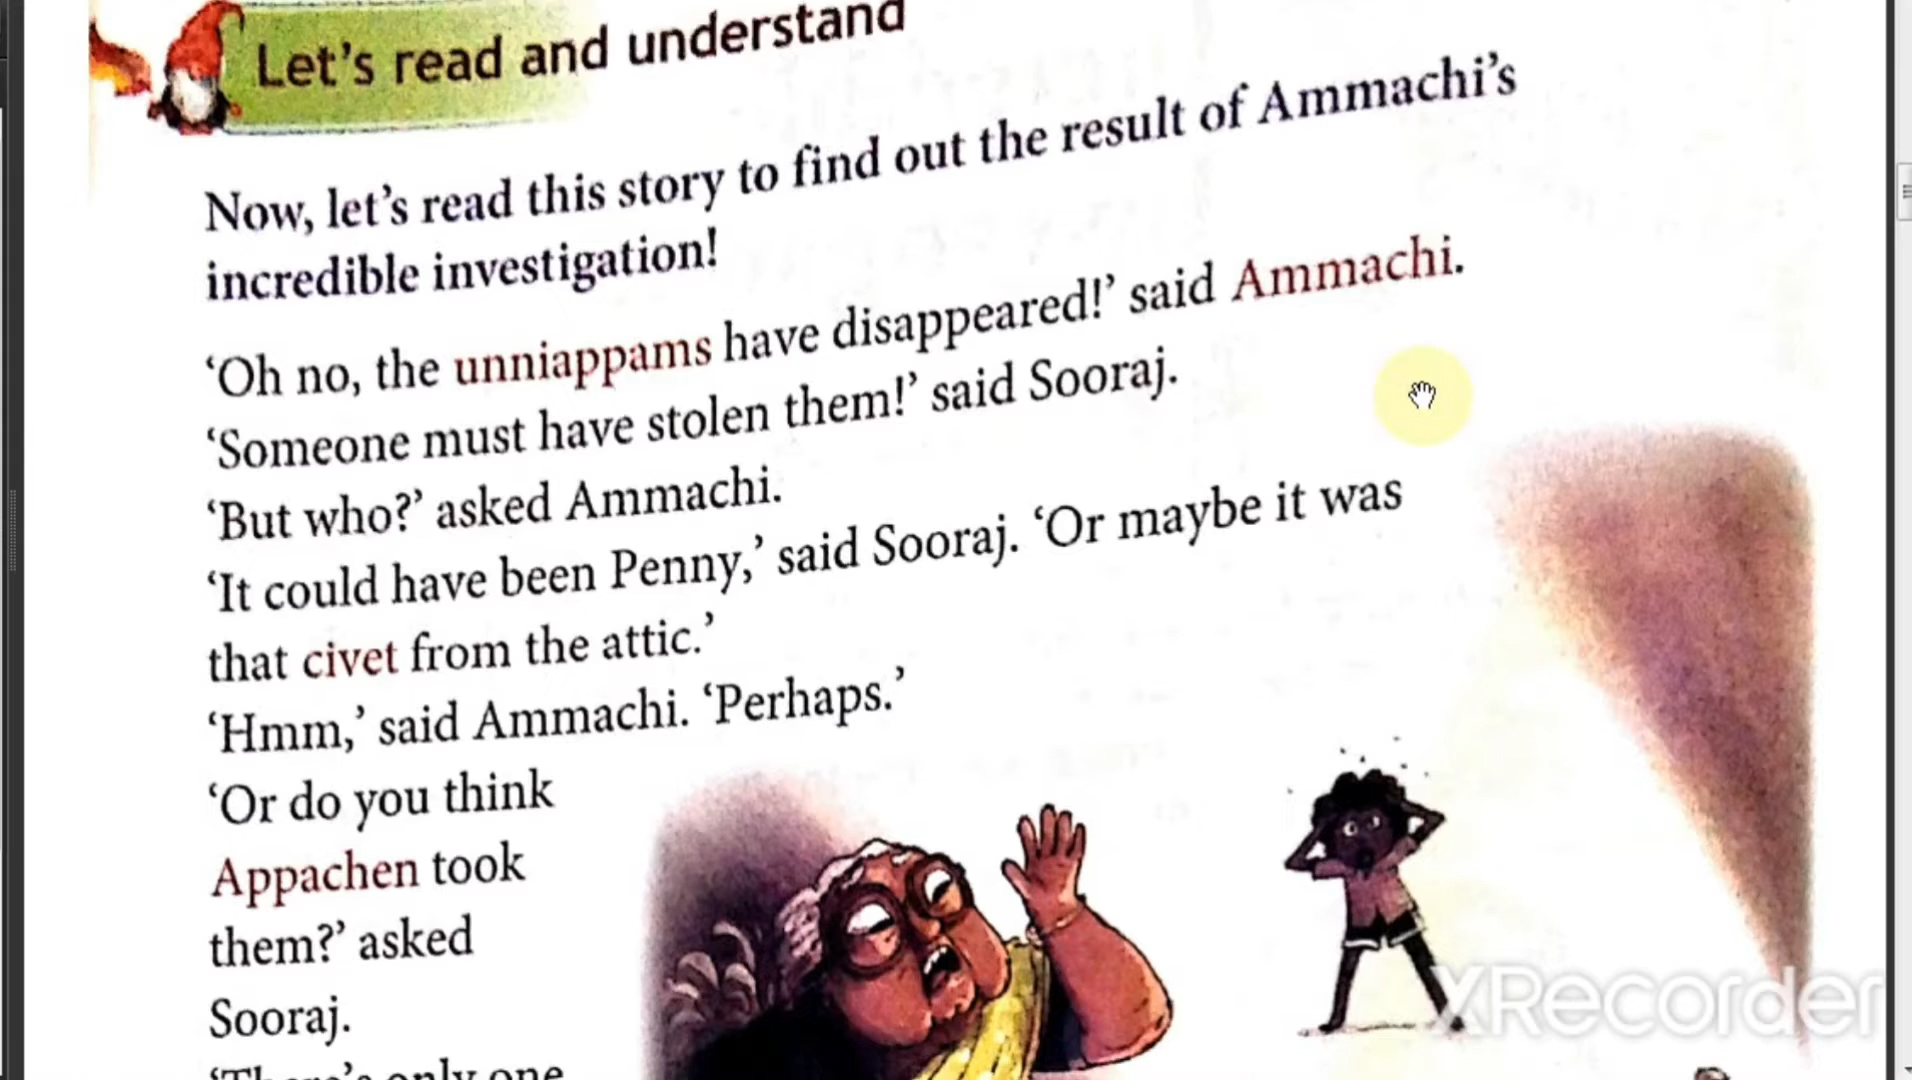 Let's read and understand
Now, let's read this story to find out the result of Ammachi's
incredible investigation!
‘Oh no, the unniappams have disappeared!’ said Ammachi.
‘Someone must have stolen them!’ said Sooraj.
‘But who?’ asked Ammachi.
‘It could have been Penny,’ said Sooraj. ‘Or maybe it was
that civet from the attic.’
‘Hmm,’ said Ammachi. ‘Perhaps.’
‘Or do you think
Appachen took
them?’ asked
Sooraj.
‘There's only one
XRecorder